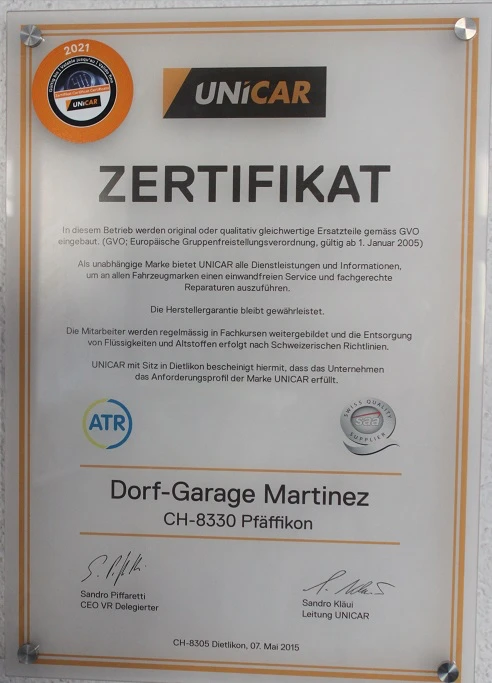 2021
UNiCAR
UNiCAR
ZERTIFIKAT
In diesem Betrieb werden original oder qualitativ gleichwertige Ersatzteile gemäss GVO
eingebaut. (GVO; Europäische Gruppenfreistellungsverordnung, gültig ab 1. Januar 2005)
Als unabhängige Marke bietet UNICAR alle Dienstleistungen und Informationen,
um an allen Fahrzeugmarken einen einwandfreien Service und fachgerechte
Reparaturen auszuführen.
Die Herstellergarantie bleibt gewährleistet.
Die Mitarbeiter werden regelmässig in Fachkursen weitergebildet und die Entsorgung
von Flüssigkeiten und Altstoffen erfolgt nach Schweizerischen Richtlinien.
UNICAR mit Sitz in Dietlikon bescheinigt hiermit, dass das Unternehmen
das Anforderungsprofil der Marke UNICAR erfüllt.
ATR
SWISS QUALITY
saa
SUPPLIER
Dorf-Garage Martinez
CH-8330 Pfäffikon
Sandro Piffaretti
CEO VR Delegierter
Sandro Kläui
Leitung UNICAR
CH-8305 Dietlikon, 07. Mai 2015